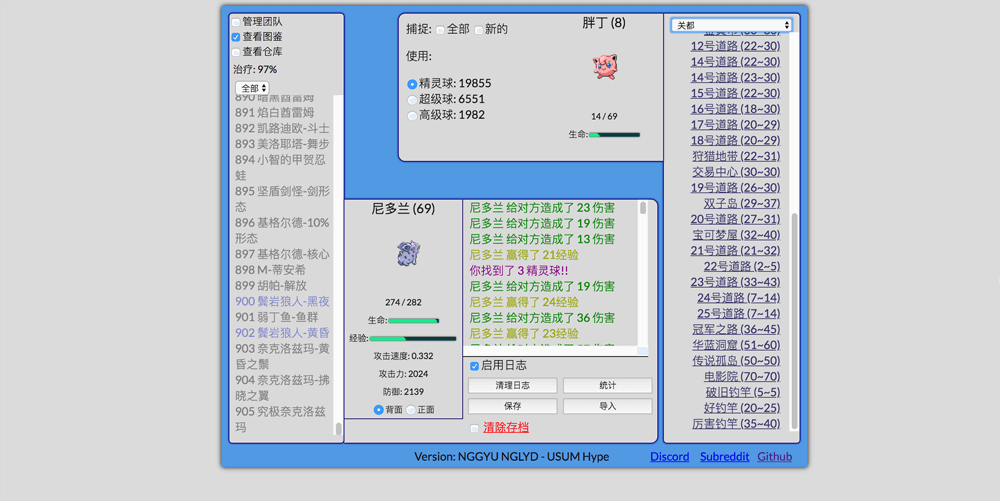 管理团队
查看图鉴
查看仓库
治疗: 97%
全部
890 暗黑酋雷姆
891 焰白酋雷姆
892 凯路迪欧-斗士
893 美洛耶塔-舞步
894 小智的甲贺忍
蛙
895 坚盾剑怪-剑形
态
896 基格尔德-10%
形态
897 基格尔德-核心
898 M-蒂安希
899 胡帕-解放
900 鬃岩狼人-黑夜
901 弱丁鱼-鱼群
902 鬃岩狼人-黄昏
903 奈克洛兹玛-黄
昏之鬃
904 奈克洛兹玛-拂
晓之翼
905 究极奈克洛兹
玛
捕捉: 全部 新的
使用:
精灵球: 19855
超级球: 6551
高级球: 1982
胖丁 (8)
14 / 69
生命:
尼多兰 (69)
274 / 282
生命:
经验:
攻击速度: 0.332
攻击力: 2024
防御: 2139
背面 正面
尼多兰 给对方造成了 23 伤害
尼多兰 给对方造成了 19 伤害
尼多兰 给对方造成了 13 伤害
尼多兰 赢得了 21经验
你找到了 3 精灵球!!
尼多兰 给对方造成了 19 伤害
尼多兰 赢得了 24经验
尼多兰 给对方造成了 36 伤害
尼多兰 赢得了 23经验
启用日志
清理日志 统计
保存 导入
清除存档
关都
12号道路 (22~30)
14号道路 (22~30)
14号道路 (23~30)
15号道路 (22~30)
16号道路 (18~30)
17号道路 (20~29)
18号道路 (20~29)
狩猎地带 (22~31)
交易中心 (30~30)
19号道路 (26~30)
双子岛 (29~37)
20号道路 (27~31)
宝可梦屋 (32~40)
21号道路 (21~32)
22号道路 (2~5)
23号道路 (33~43)
24号道路 (7~14)
25号道路 (7~14)
冠军之路 (36~45)
华蓝洞窟 (51~60)
传说孤岛 (50~50)
电影院 (70~70)
破旧钓竿 (5~5)
好钓竿 (20~25)
厉害钓竿 (35~40)
Version: NGGYU NGLYD - USUM Hype
Discord Subreddit Github